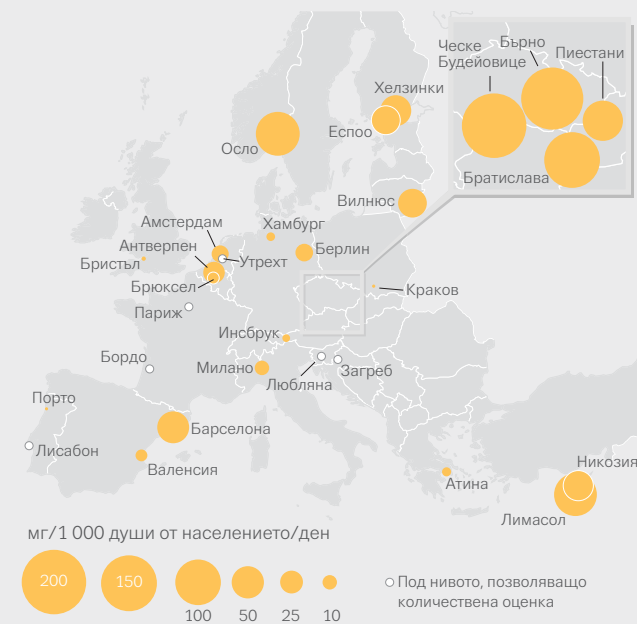 Ческе
Будейовице
Бърно
Пиестани
Братислава
Хелзинки
Еспоо
Осло
Вилнюс
Амстердам
Хамбург
Антверпен
Берлин
Бристъл
Утрехт
Брюксел
Краков
Париж
Инсбрук
Бордо
Милано
Загреб
Любляна
Порто
Барселона
Лисабон
Валенсия
Никозия
Атина
Лимасол
мг/1 000 души от населението/ден
200
150
100
50
25
10
Под нивото, позволяващо
количествена оценка